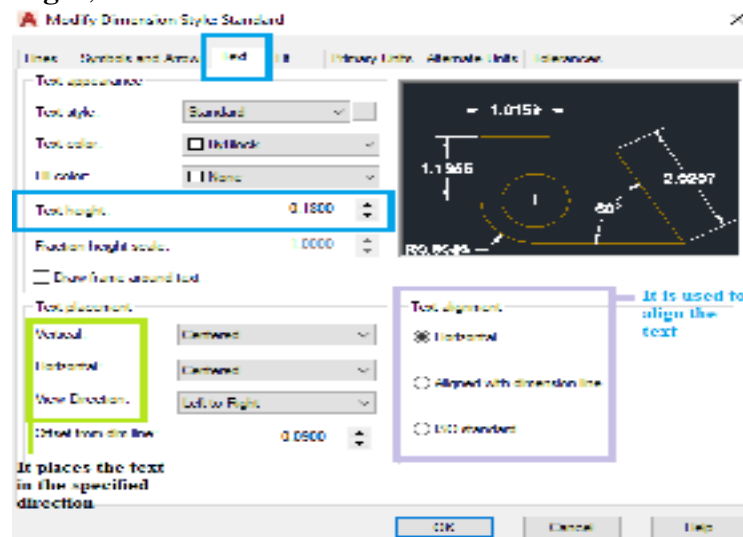 Modify Dimension Style: Standard
Lines Symbols and Arrows Text Fit Primary Units Alternate Units Tolerances
Text appearance
Text style: Standard
Text color: ByBlock
Fill color: None
Text height: 0.1800
Fraction height scale: 1.0000
Draw frame around text
1.0159
1.1955
2.0207
60°
Text placement
Vertical: Centered
Horizontal: Centered
View Direction: Left to Right
Offset from dim line: 0.0900
Text alignment
Horizontal
Aligned with dimension line
ISO standard
It is used to
align the
text
It places the text
in the specified
direction
OK Cancel Help